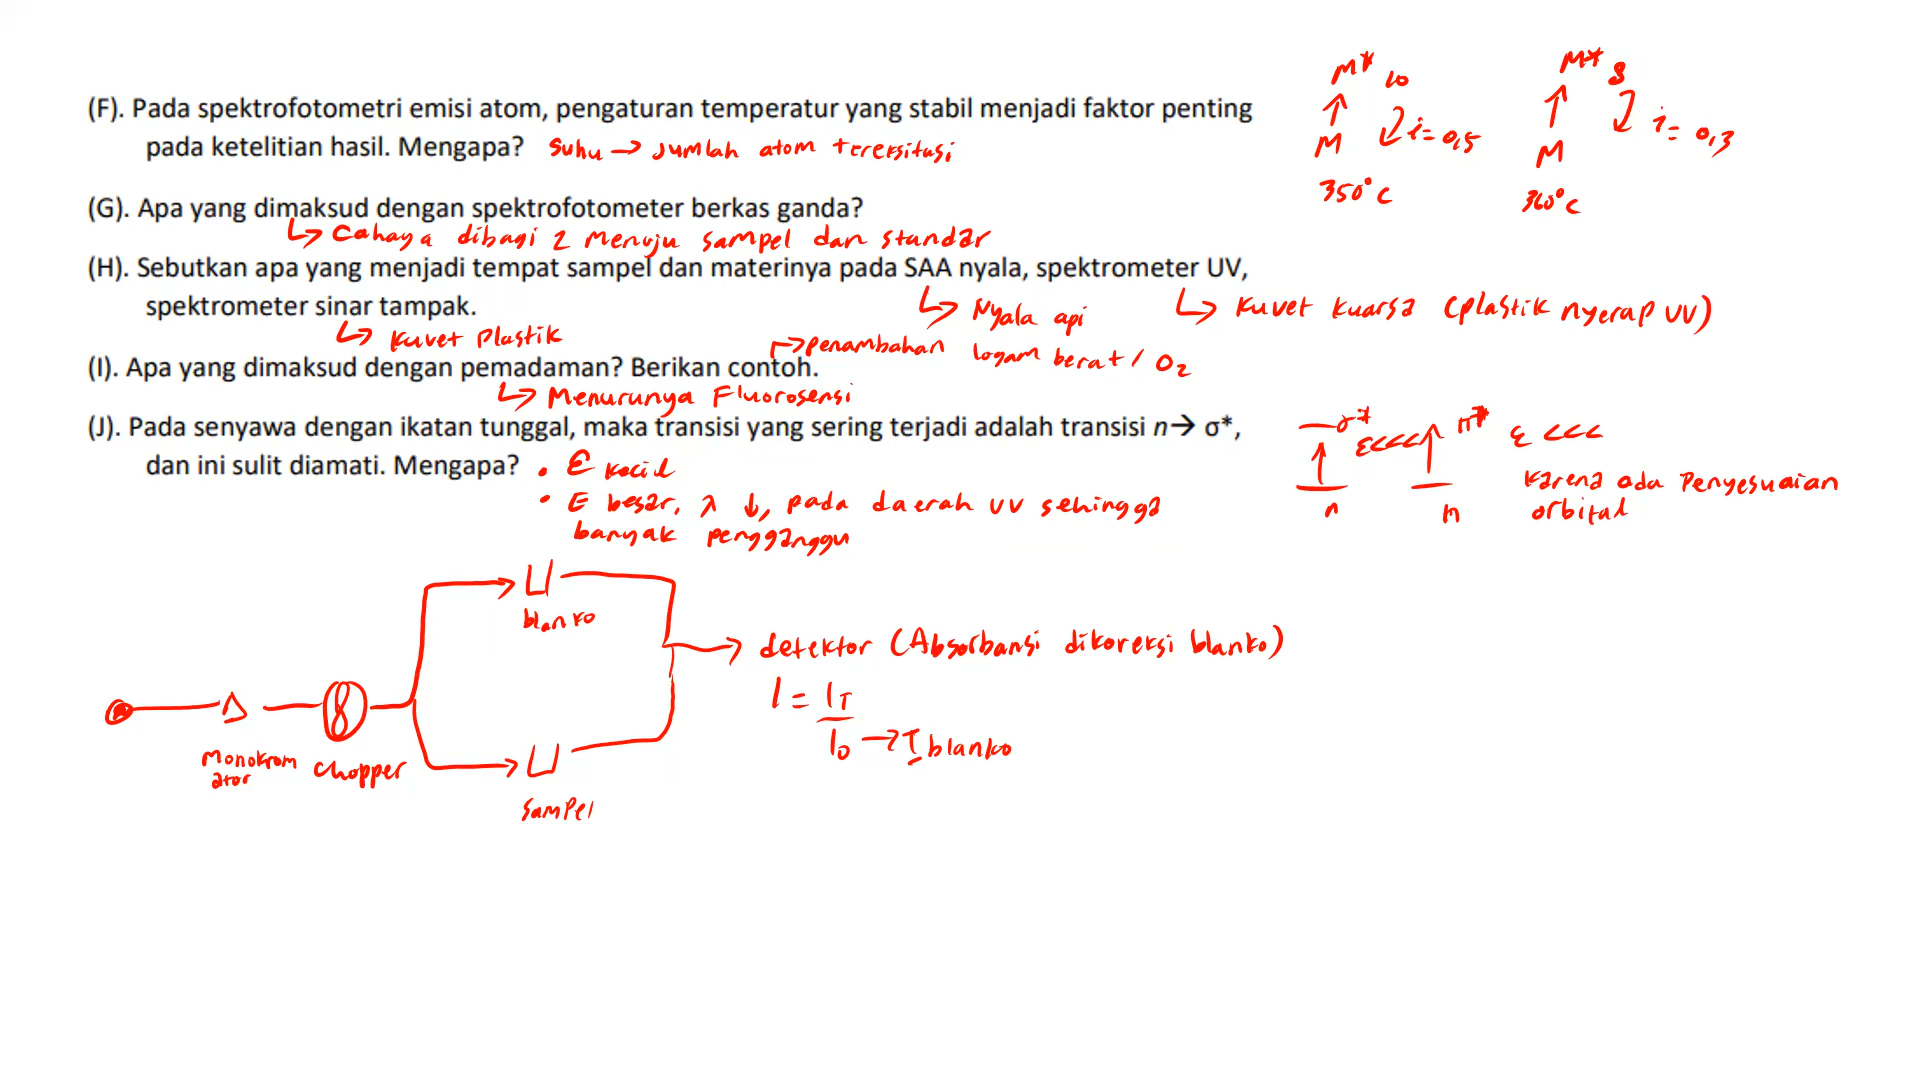 (F). Pada spektrofotometri emisi atom, pengaturan temperatur yang stabil menjadi faktor penting
pada ketelitian hasil. Mengapa? Suhu → Jumlah atom tereksitasi
M* 10
M
i= 0,5
350°C
M* 8
M
i= 0,3
360°C
(G). Apa yang dimaksud dengan spektrofotometer berkas ganda?
↳ Cahaya dibagi 2 menuju sampel dan standar
(H). Sebutkan apa yang menjadi tempat sampel dan materinya pada SAA nyala, spektrometer UV,
spektrometer sinar tampak.
↳ Nyala api
↳ Kuvet kuarsa (plastik nyerap UV)
↳ Kuvet Plastik
↱ penambahan logam berat / O2
(I). Apa yang dimaksud dengan pemadaman? Berikan contoh.
↳ Menurunya Fluorosensi
(J). Pada senyawa dengan ikatan tunggal, maka transisi yang sering terjadi adalah transisi n→ σ*,
dan ini sulit diamati. Mengapa? • ε kecil
• E besar, λ ↓, pada daerah UV sehingga
banyak pengganggu
σ* ε<<< π* ε <<<
n n
karena ada Penyesuaian
orbital
blanko
detektor (Absorbansi dikoreksi blanko)
I = IT
I0 → I blanko
Monokrom
ator
Chopper
Sampel